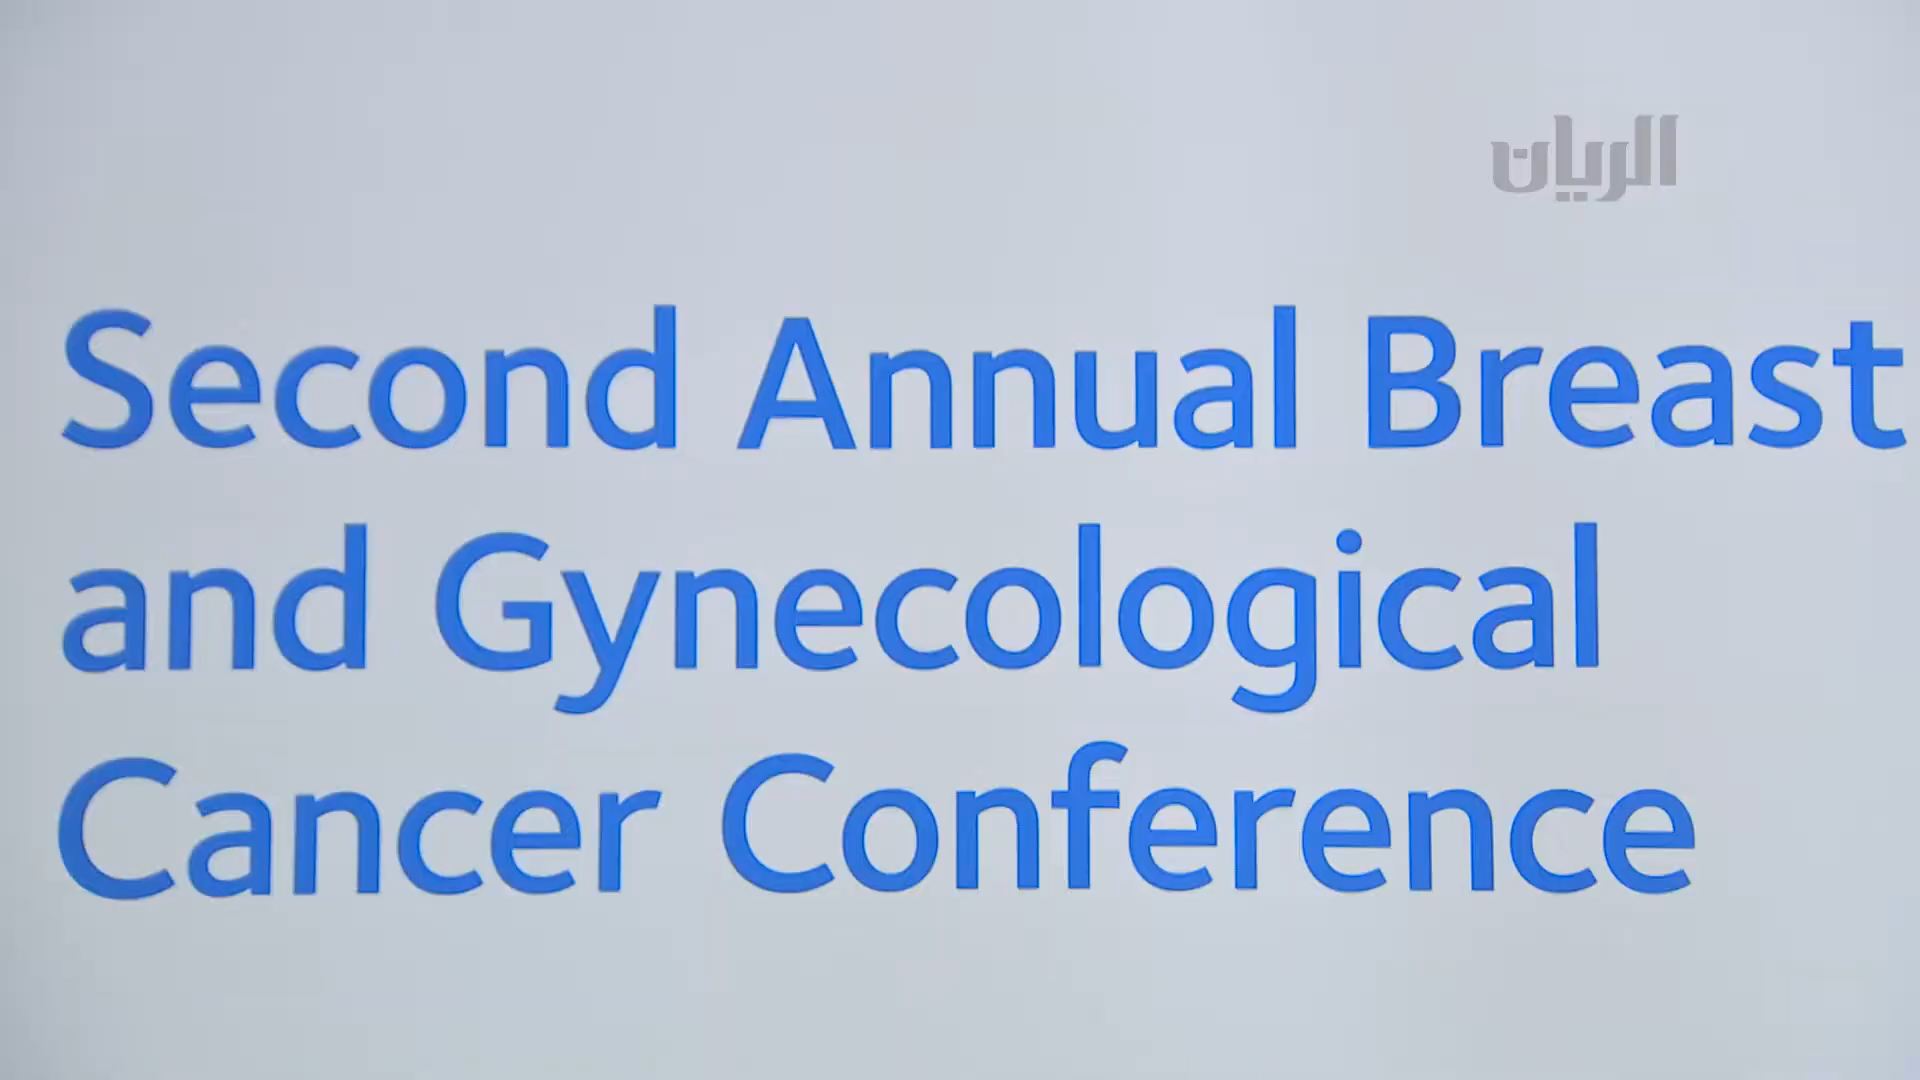 الريان
Second Annual Breast
and Gynecological
Cancer Conference